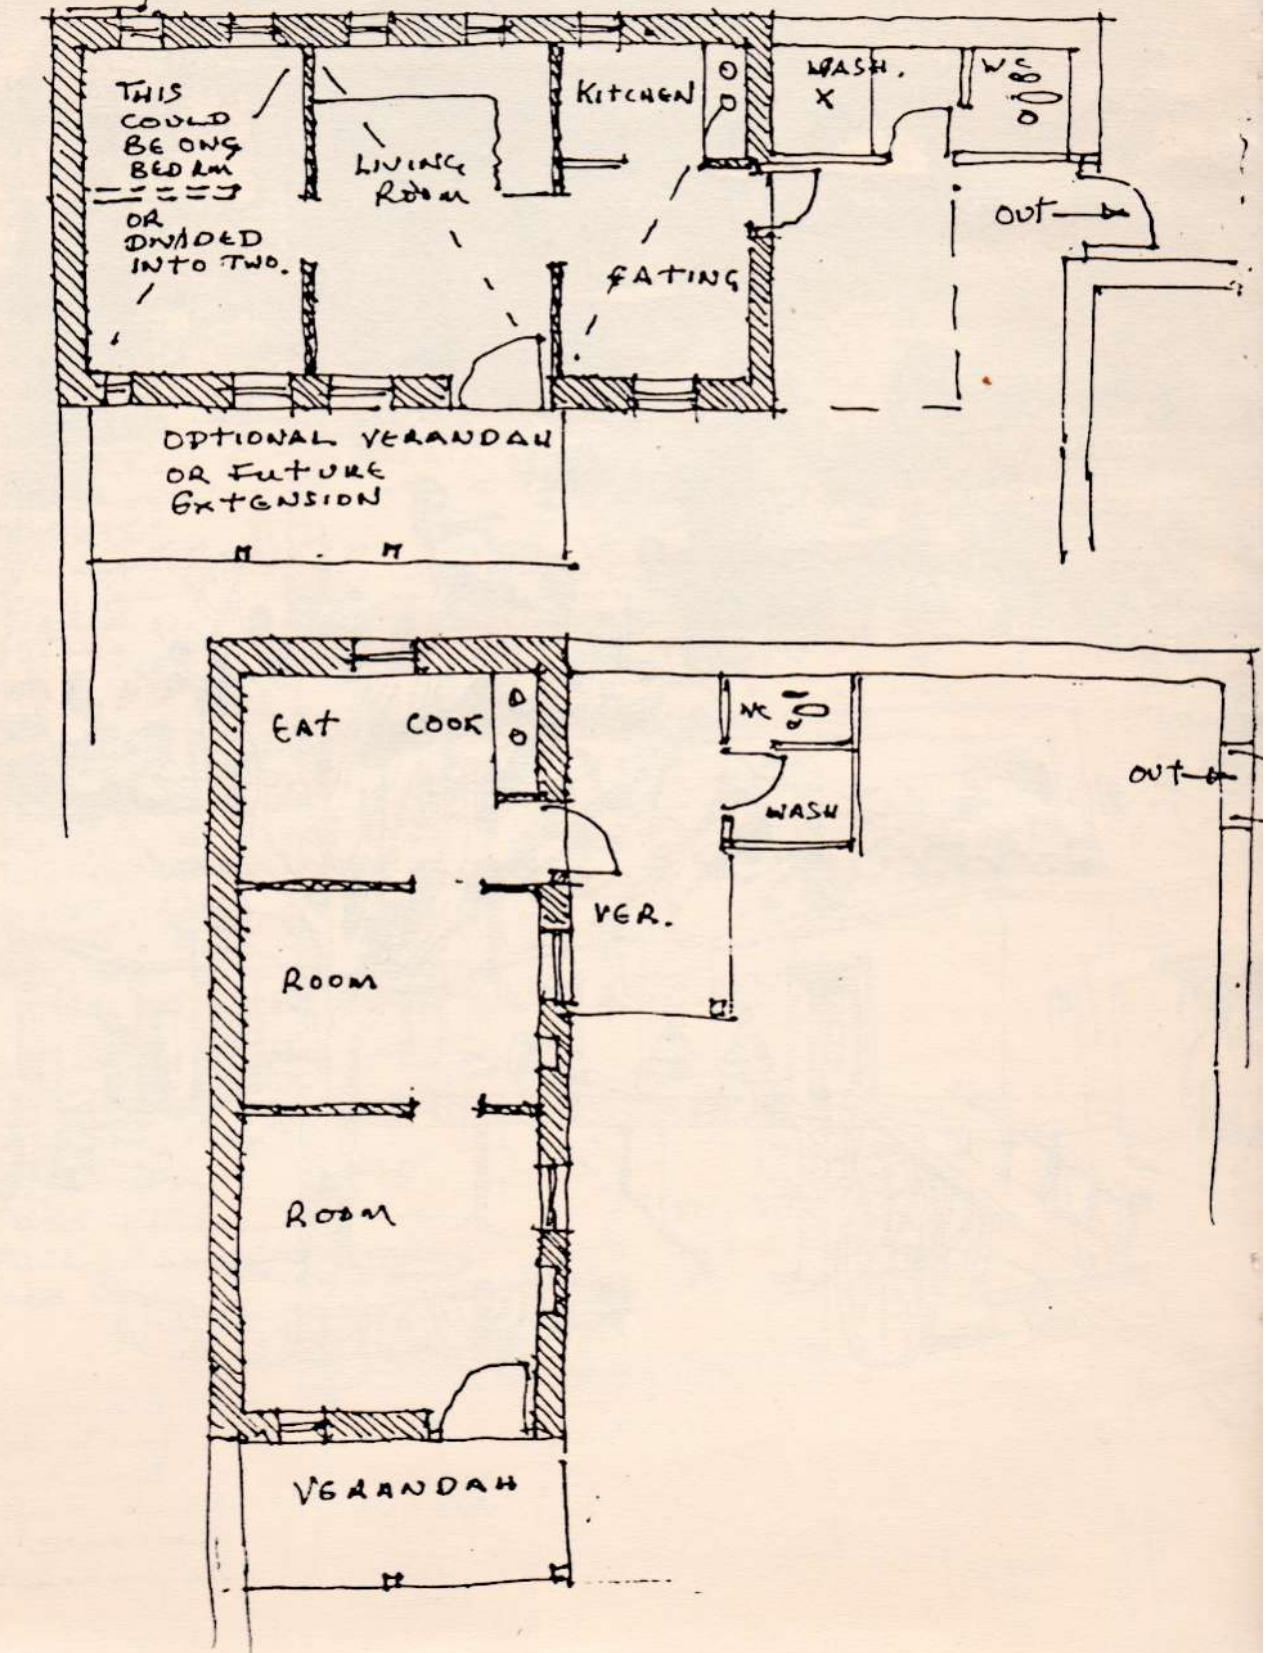 THIS
COULD
BE ONE
BED RM
OR
DIVIDED
INTO TWO.
LIVING
ROOM
KITCHEN
EATING
WASH.
X
WC
OUT
OPTIONAL VERANDAH
OR FUTURE
EXTENSION
EAT COOK
WC
WASH
OUT
VER.
ROOM
ROOM
VERANDAH